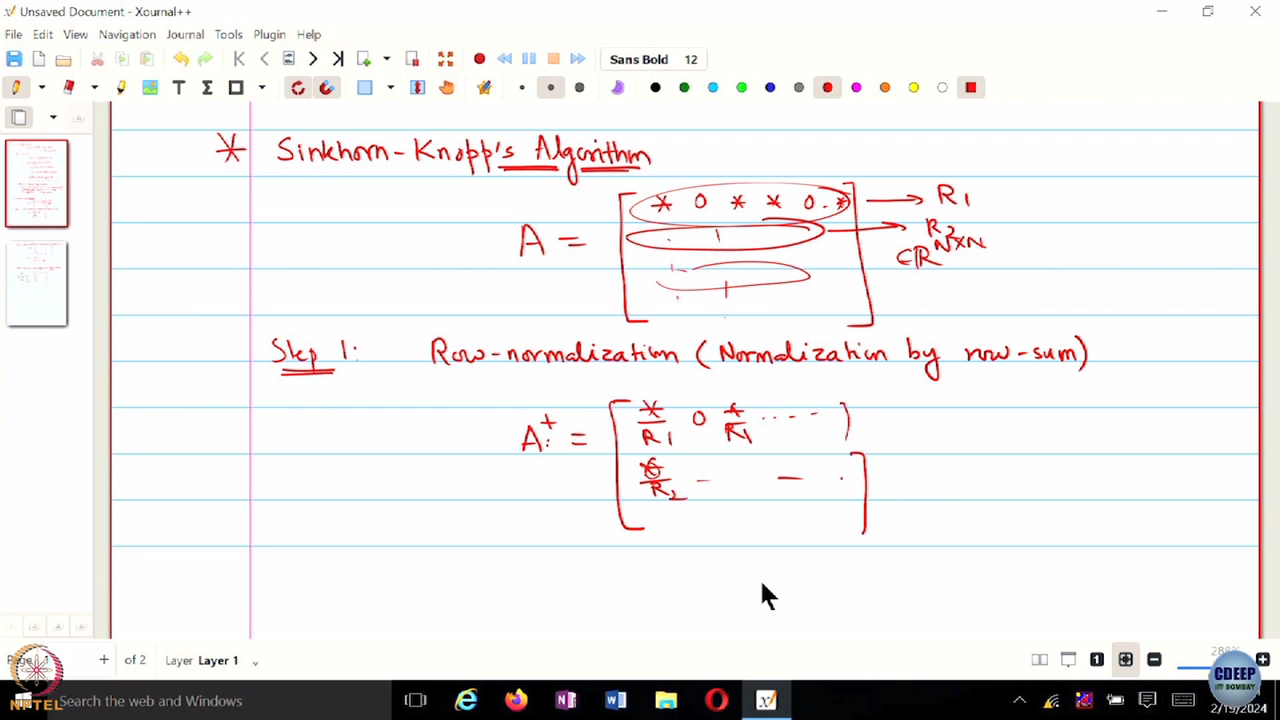 Unsaved Document - Xournal++
File Edit View Navigation Journal Tools Plugin Help
Sans Bold 12
* Sinkhorn-Knopp's Algorithm
A = [ * 0 * * 0 . * ] → R1
→ R2
∈ℝ^N×N
Step 1: Row-normalization (Normalization by row-sum)
A⁺ = [ */R1 0 */R1 ....
/R2 - - .
Page 1 of 2 Layer Layer 1
288%
NPTEL
Search the web and Windows
CDEEP
IIT BOMBAY
2/19/2024